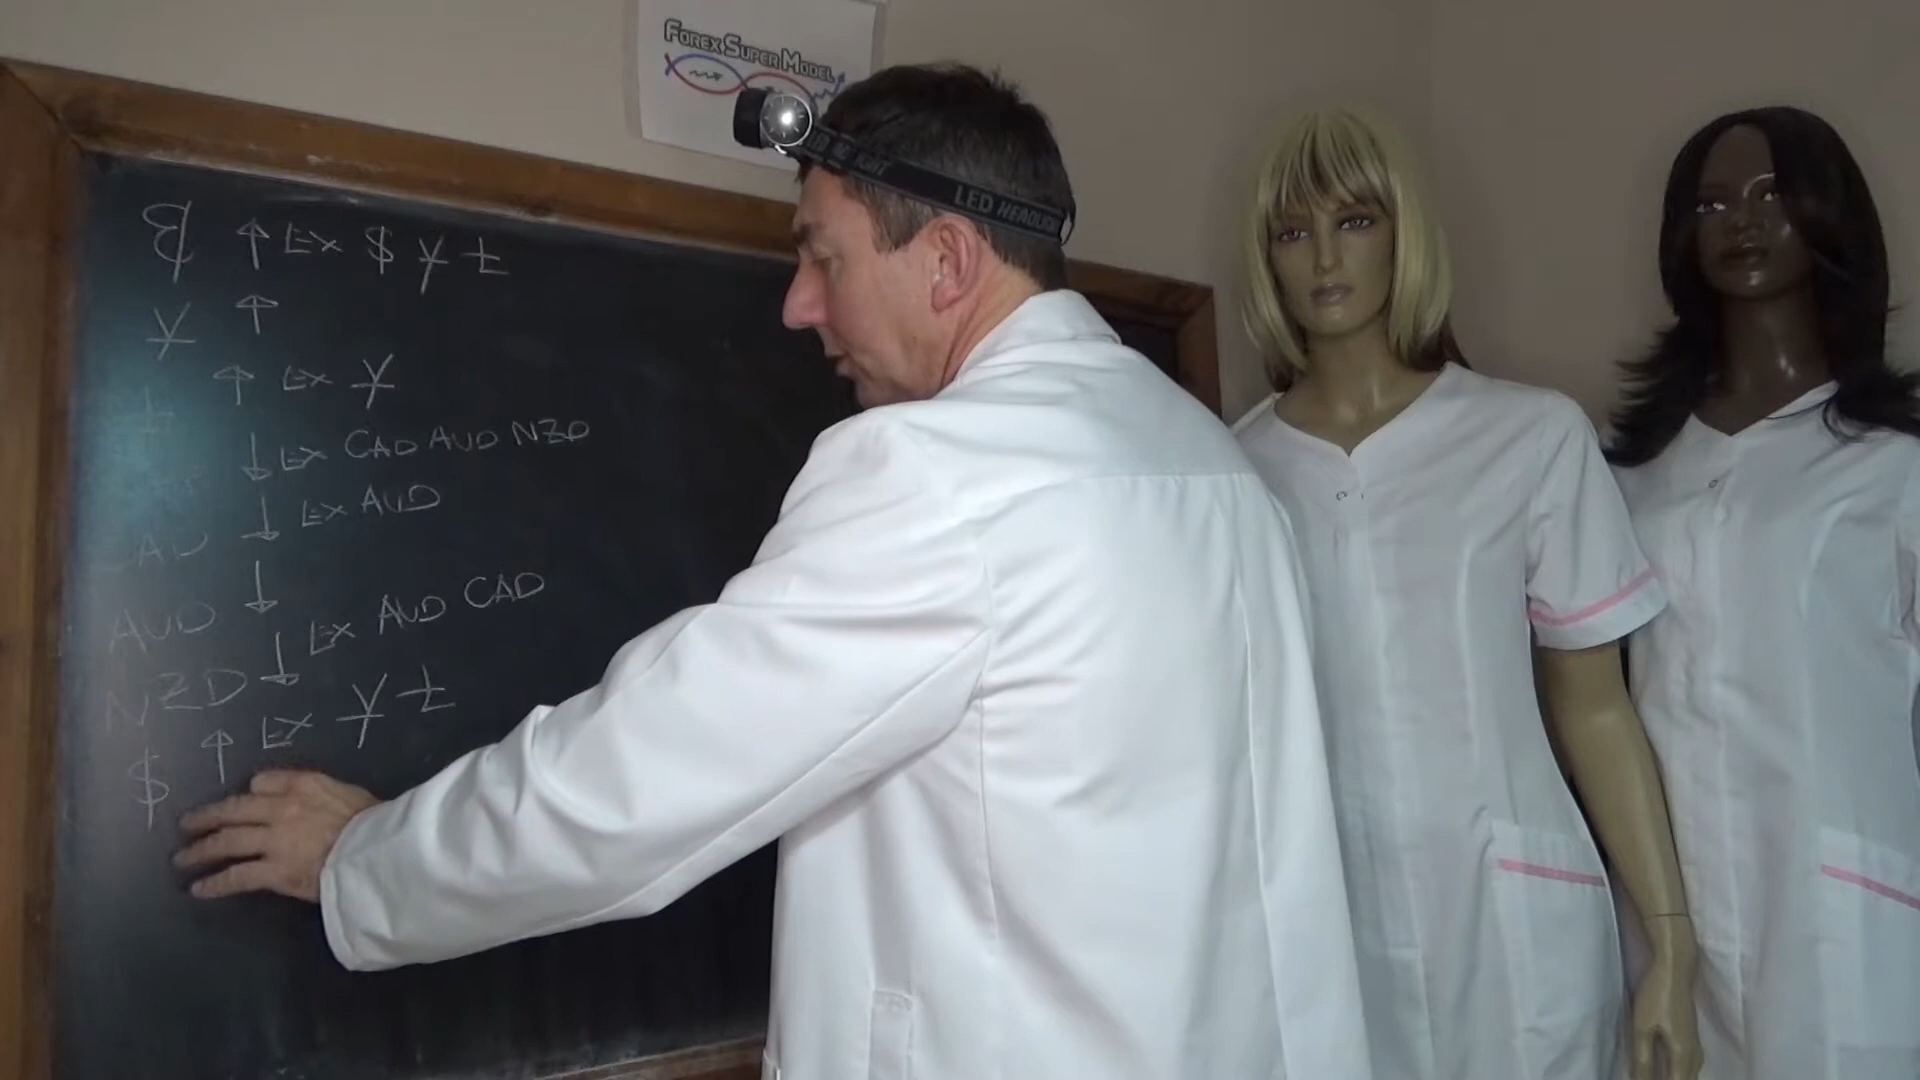 FOREX SUPER MODEL
LED HEADLIGHT
↑ EX $ ¥ £
¥ ↑
£ ↑ EX ¥
↓ EX CAD AUD NZD
CAD ↓ EX AUD
AUD ↓
NZD ↓ EX AUD CAD
$ ↑ EX ¥ £